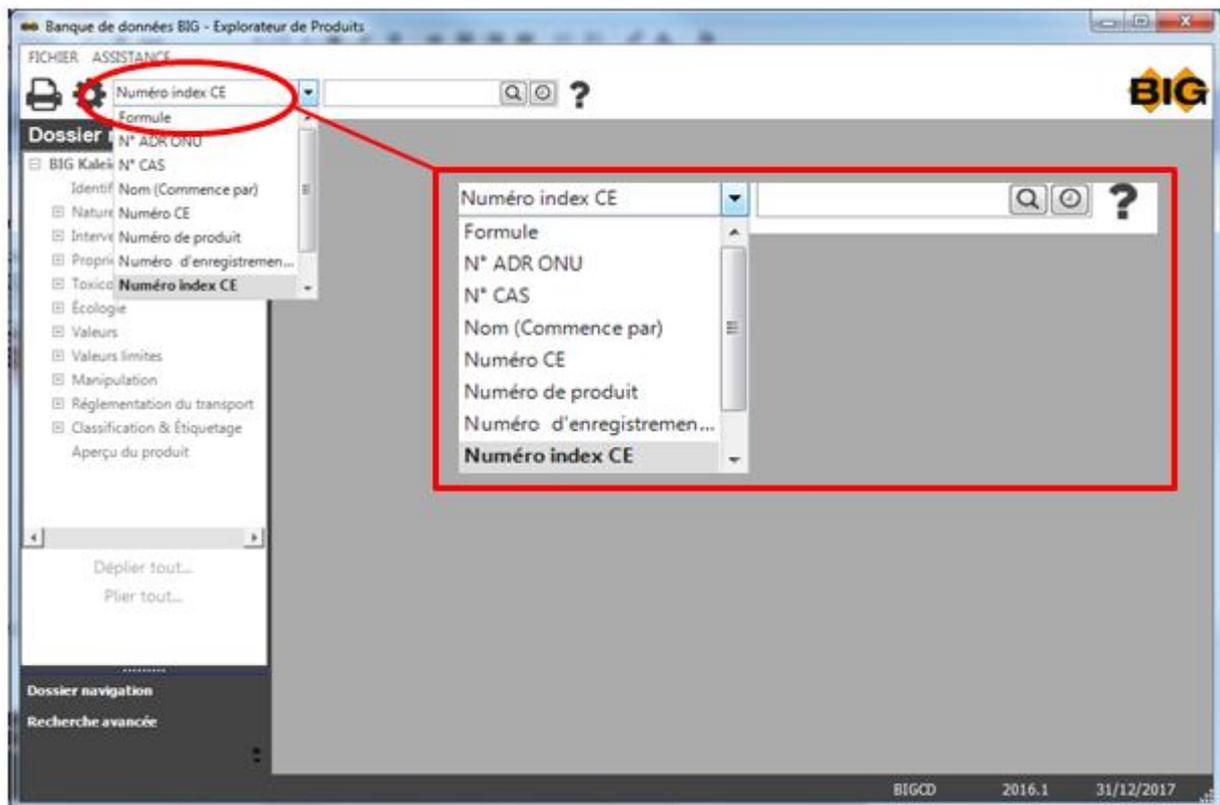 Banque de données BIG - Explorateur de Produits
FICHIER ASSISTANCE
Numéro index CE
?
BIG
Formule
N° ADR ONU
N° CAS
Nom (Commence par)
Numéro CE
Numéro de produit
Numéro d'enregistremen...
Numéro index CE
Dossier
BIG Kalei
Identif
Nature
Interve
Propri
Toxico
Écologie
Valeurs
Valeurs limites
Manipulation
Réglementation du transport
Classification & Étiquetage
Aperçu du produit
Déplier tout...
Plier tout...
Dossier navigation
Recherche avancée
Numéro index CE
?
Formule
N° ADR ONU
N° CAS
Nom (Commence par)
Numéro CE
Numéro de produit
Numéro d'enregistremen...
Numéro index CE
BIGCD 2016.1 31/12/2017